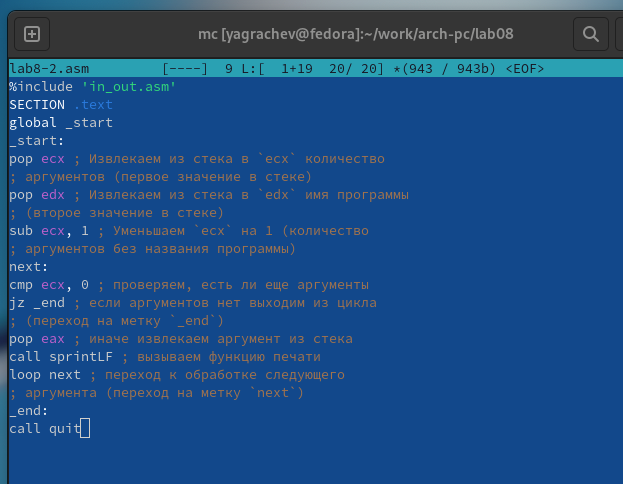 mc [yagrachev@fedora]:~/work/arch-pc/lab08
lab8-2.asm         [----]  9 L:[  1+19  20/ 20] *(943 / 943b) <EOF>
%include 'in_out.asm'
SECTION .text
global _start
_start:
pop ecx ; Извлекаем из стека в `ecx` количество
; аргументов (первое значение в стеке)
pop edx ; Извлекаем из стека в `edx` имя программы
; (второе значение в стеке)
sub ecx, 1 ; Уменьшаем `ecx` на 1 (количество
; аргументов без названия программы)
next:
cmp ecx, 0 ; проверяем, есть ли еще аргументы
jz _end ; если аргументов нет выходим из цикла
; (переход на метку `_end`)
pop eax ; иначе извлекаем аргумент из стека
call sprintLF ; вызываем функцию печати
loop next ; переход к обработке следующего
; аргумента (переход на метку `next`)
_end:
call quit